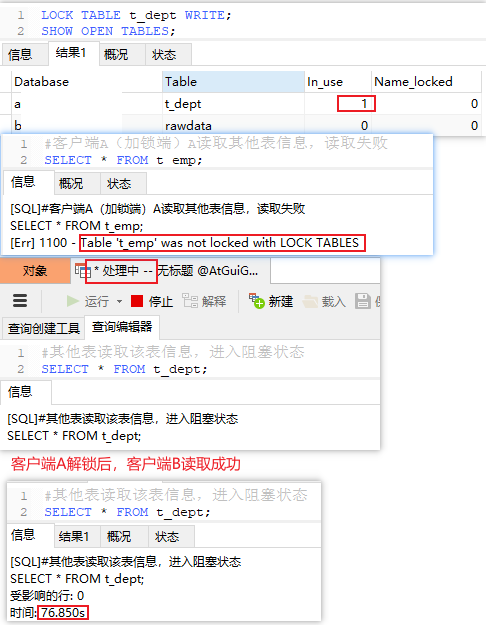 1 LOCK TABLE t_dept WRITE;
2 SHOW OPEN TABLES;
信息 结果1 概况 状态
Database Table In_use Name_locked
a t_dept 1 0
b rawdata 0 0
1 #客户端A（加锁端）A读取其他表信息，读取失败
2 SELECT * FROM t_emp;
信息 概况 状态
[SQL]#客户端A（加锁端）A读取其他表信息，读取失败
SELECT * FROM t_emp;
[Err] 1100 - Table 't_emp' was not locked with LOCK TABLES
对象 * 处理中 -- 无标题 @AtGuiG...
运行 停止 解释 新建 载入
查询创建工具 查询编辑器
1 #其他表读取该表信息，进入阻塞状态
2 SELECT * FROM t_dept;
信息
[SQL]#其他表读取该表信息，进入阻塞状态
SELECT * FROM t_dept;
客户端A解锁后，客户端B读取成功
1 #其他表读取该表信息，进入阻塞状态
2 SELECT * FROM t_dept;
信息 结果1 概况 状态
[SQL]#其他表读取该表信息，进入阻塞状态
SELECT * FROM t_dept;
受影响的行: 0
时间: 76.850s